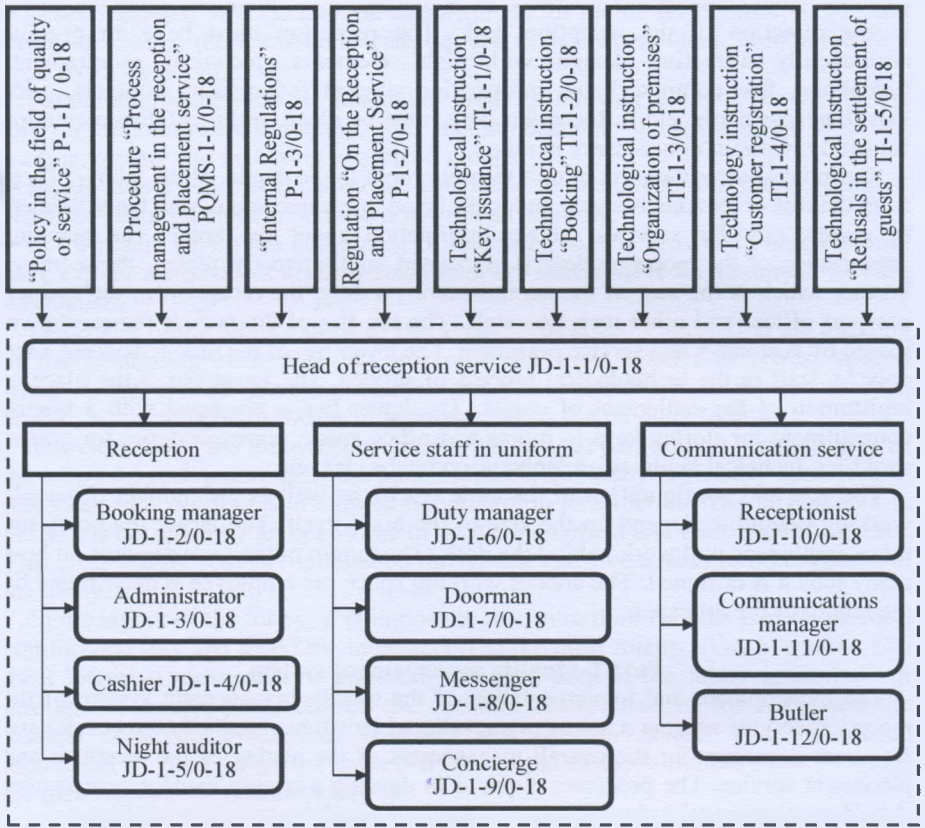 “Policy in the field of quality
of service” P-1-1 / 0-18
Procedure “Process
management in the reception
and placement service”
PQMS-1-1/0-18
“Internal Regulations”
P-1-3/0-18
Regulation “On the Reception
and Placement Service”
P-1-2/0-18
Technological instruction
“Key issuance” TI-1-1/0-18
Technological instruction
“Booking” TI-1-2/0-18
Technological instruction
“Organization of premises”
TI-1-3/0-18
Technology instruction
“Customer registration”
TI-1-4/0-18
Technological instruction
“Refusals in the settlement of
guests” TI-1-5/0-18
Head of reception service JD-1-1/0-18
Reception
Service staff in uniform
Communication service
Booking manager
JD-1-2/0-18
Administrator
JD-1-3/0-18
Cashier JD-1-4/0-18
Night auditor
JD-1-5/0-18
Duty manager
JD-1-6/0-18
Doorman
JD-1-7/0-18
Messenger
JD-1-8/0-18
Concierge
JD-1-9/0-18
Receptionist
JD-1-10/0-18
Communications
manager
JD-1-11/0-18
Butler
JD-1-12/0-18